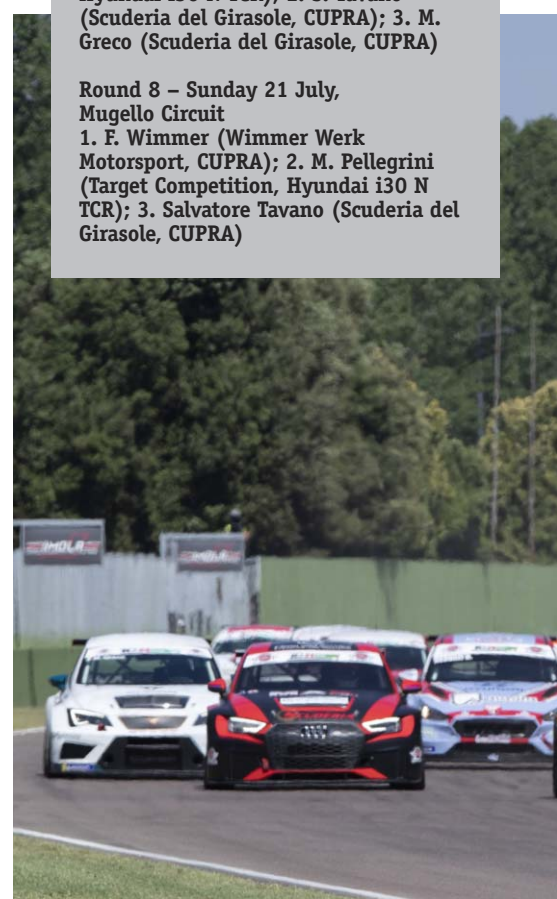 (Scuderia del Girasole, CUPRA); 3. M.
Greco (Scuderia del Girasole, CUPRA)
Round 8 – Sunday 21 July,
Mugello Circuit
1. F. Wimmer (Wimmer Werk
Motorsport, CUPRA); 2. M. Pellegrini
(Target Competition, Hyundai i30 N
TCR); 3. Salvatore Tavano (Scuderia del
Girasole, CUPRA)
IMOLA
IMOLA